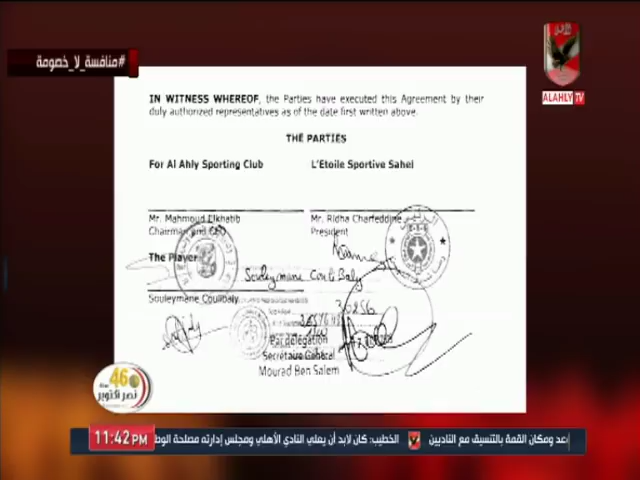 #منافسة_لا_خصومة
ALAHLY TV
IN WITNESS WHEREOF, the Parties have executed this Agreement by their
duly authorized representatives as of the date first written above.
THE PARTIES
For Al Ahly Sporting Club
L'Etoile Sportive Sahel
Mr. Mahmoud Elkhatib
Chairman and CEO
Mr. Ridha Charfeddine
President
The Player
Souleymane Coulibaly
Souleymane Coulibaly
Par delegation
Secrétaire General
Mourad Ben Salem
46 سنة
نصر أكتوبر
11:42 PM
عد ومكان القمة بالتنسيق مع الناديين
الخطيب: كان لابد أن يعلي النادي الأهلي ومجلس إدارته مصلحة الوط